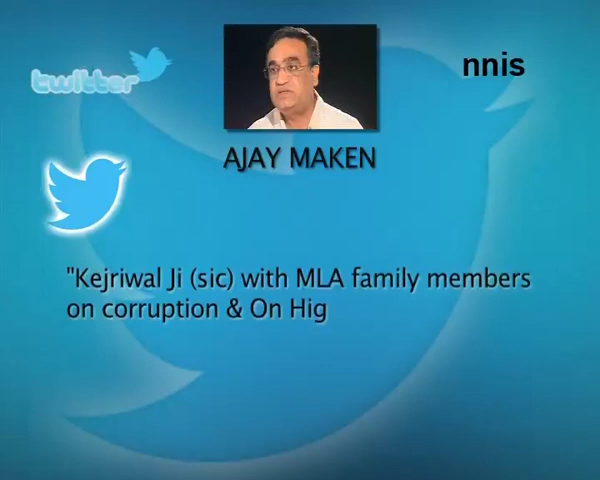 twitter
nnis
AJAY MAKEN
"Kejriwal Ji (sic) with MLA family members
on corruption & On Hig